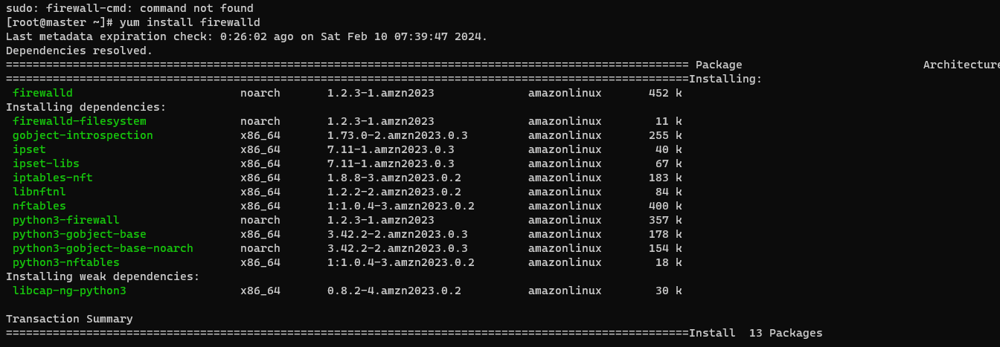 sudo: firewall-cmd: command not found
[root@master ~]# yum install firewalld
Last metadata expiration check: 0:26:02 ago on Sat Feb 10 07:39:47 2024.
Dependencies resolved.
====================================================================================================== Package Architecture
======================================================================================================Installing:
firewalld noarch 1.2.3-1.amzn2023 amazonlinux 452 k
Installing dependencies:
firewalld-filesystem noarch 1.2.3-1.amzn2023 amazonlinux 11 k
gobject-introspection x86_64 1.73.0-2.amzn2023.0.3 amazonlinux 255 k
ipset x86_64 7.11-1.amzn2023.0.3 amazonlinux 40 k
ipset-libs x86_64 7.11-1.amzn2023.0.3 amazonlinux 67 k
iptables-nft x86_64 1.8.8-3.amzn2023.0.2 amazonlinux 183 k
libnftnl x86_64 1.2.2-2.amzn2023.0.2 amazonlinux 84 k
nftables x86_64 1:1.0.4-3.amzn2023.0.2 amazonlinux 400 k
python3-firewall noarch 1.2.3-1.amzn2023 amazonlinux 357 k
python3-gobject-base x86_64 3.42.2-2.amzn2023.0.3 amazonlinux 178 k
python3-gobject-base-noarch noarch 3.42.2-2.amzn2023.0.3 amazonlinux 154 k
python3-nftables x86_64 1:1.0.4-3.amzn2023.0.2 amazonlinux 18 k
Installing weak dependencies:
libcap-ng-python3 x86_64 0.8.2-4.amzn2023.0.2 amazonlinux 30 k
Transaction Summary
======================================================================================================Install 13 Packages